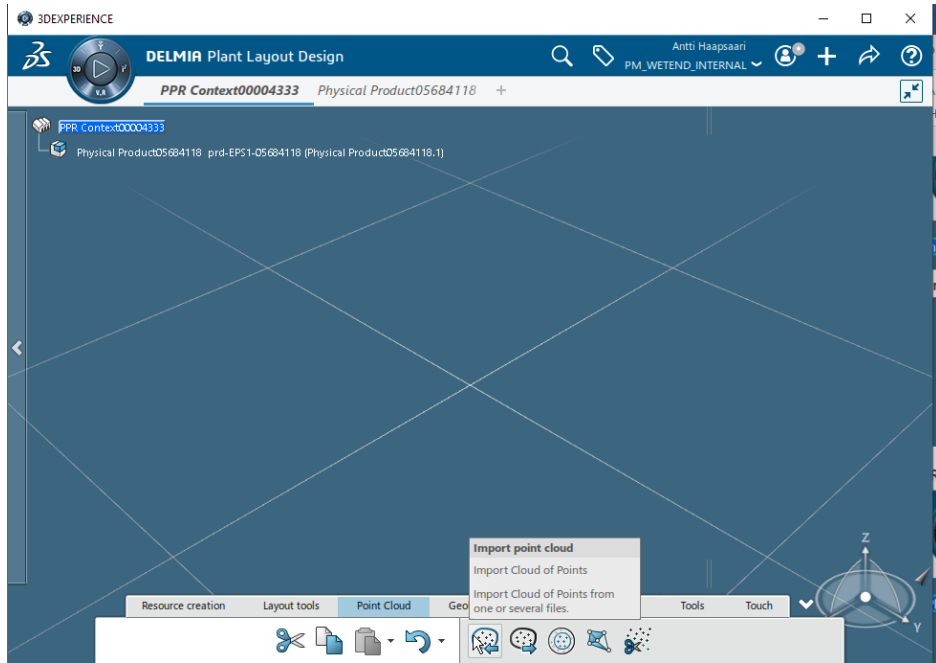 3DEXPERIENCE
DELMIA Plant Layout Design
Antti Haapsaari
PM_WETEND_INTERNAL
3D
V.R
PPR Context00004333 Physical Product05684118 +
PPR Context00004333
Physical Product05684118 prd-EPS1-05684118 (Physical Product05684118.1)
Import point cloud
Import Cloud of Points
Import Cloud of Points from
one or several files.
Resource creation Layout tools Point Cloud Geo Tools Touch
Z
Y